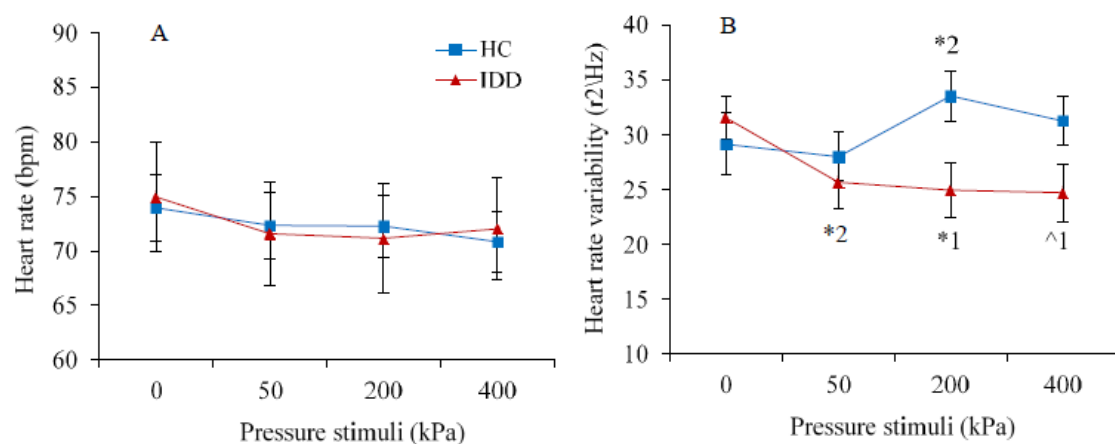 A
HC
IDD
Heart rate (bpm)
90
85
80
75
70
65
60
0 50 200 400
Pressure stimuli (kPa)
B
Heart rate variability (r2\Hz)
40
35
30
25
20
15
10
*2
*2 *1 ^1
0 50 200 400
Pressure stimuli (kPa)